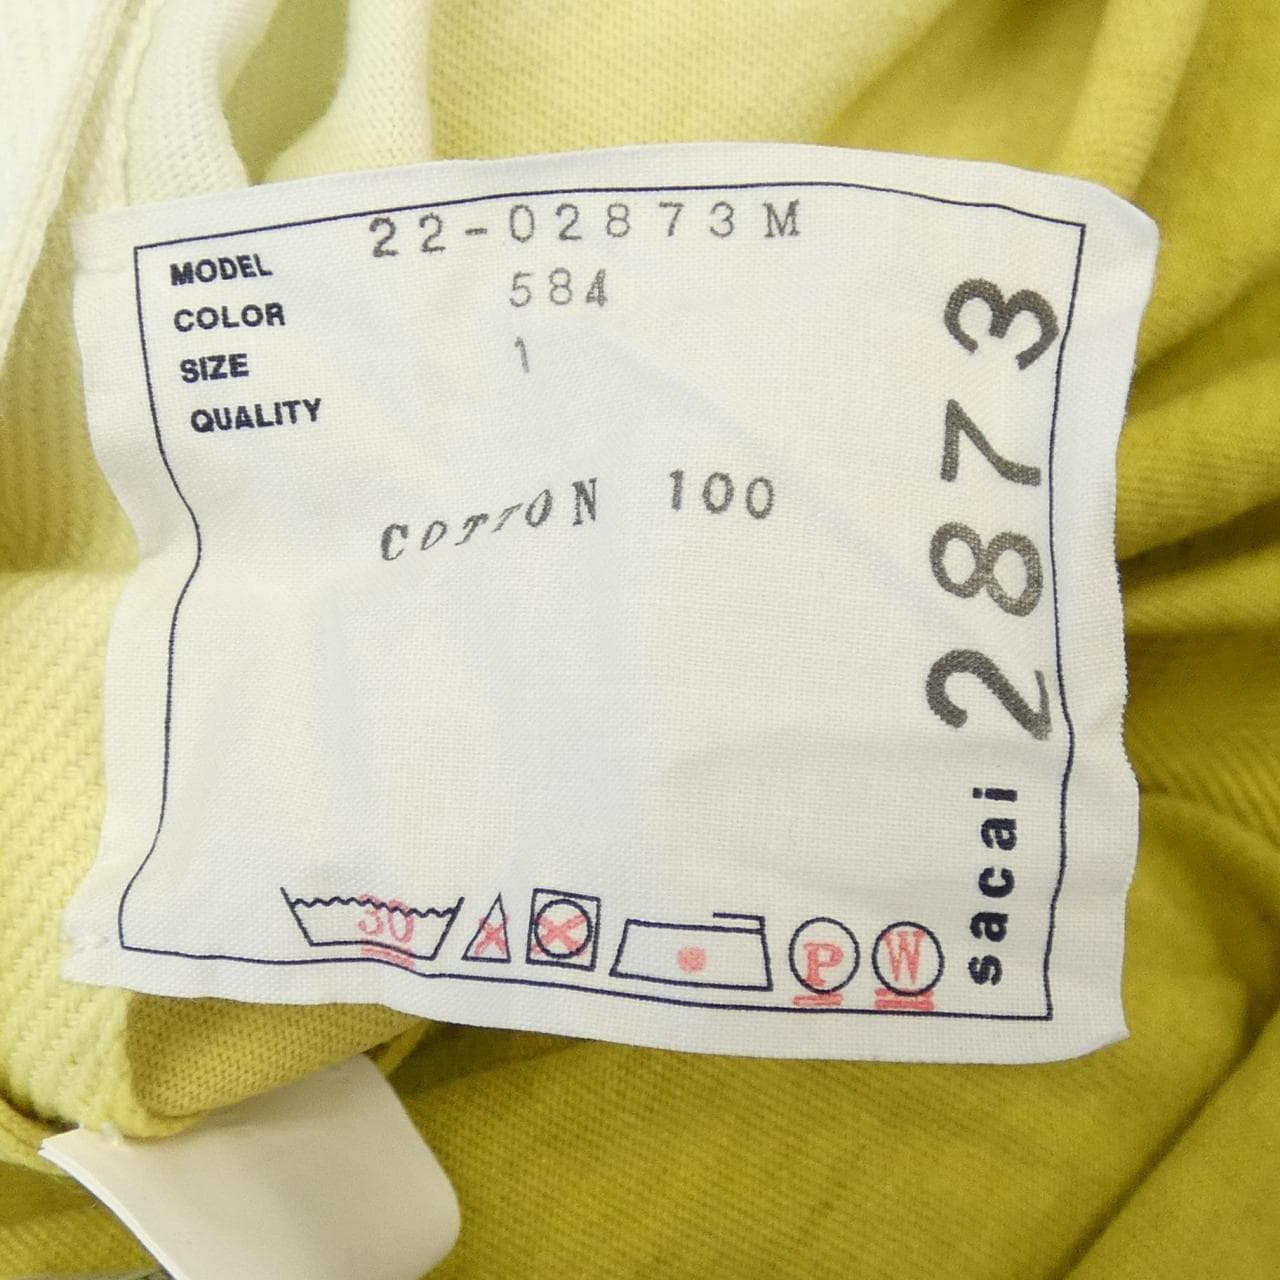 MODEL 22-02873M
COLOR 584
SIZE 1
QUALITY
COTTON 100
30
P
W
sacai 2873